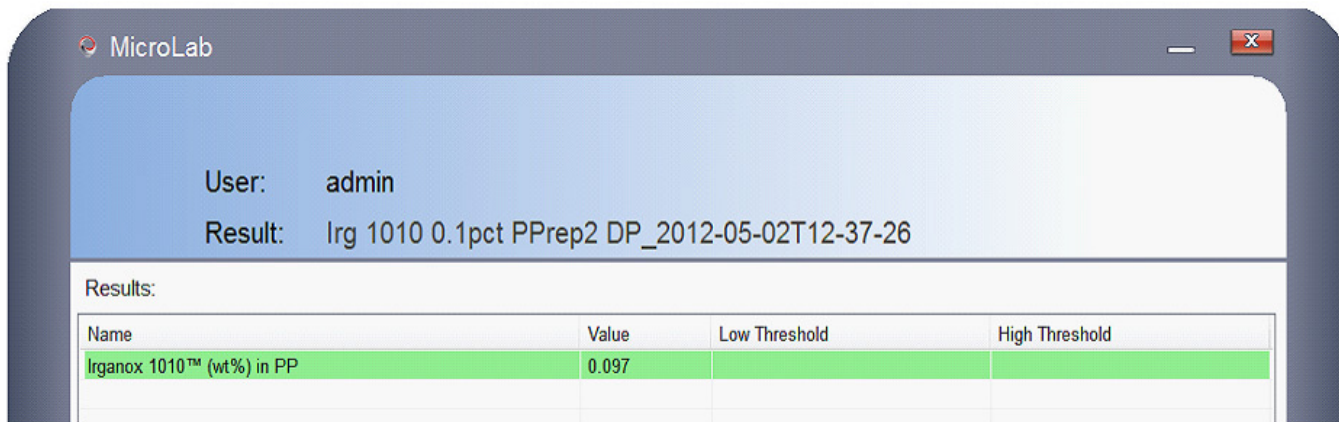 MicroLab
User: admin
Result: Irg 1010 0.1pct PPrep2 DP_2012-05-02T12-37-26
Results:
Name Value Low Threshold High Threshold
Irganox 1010™ (wt%) in PP 0.097